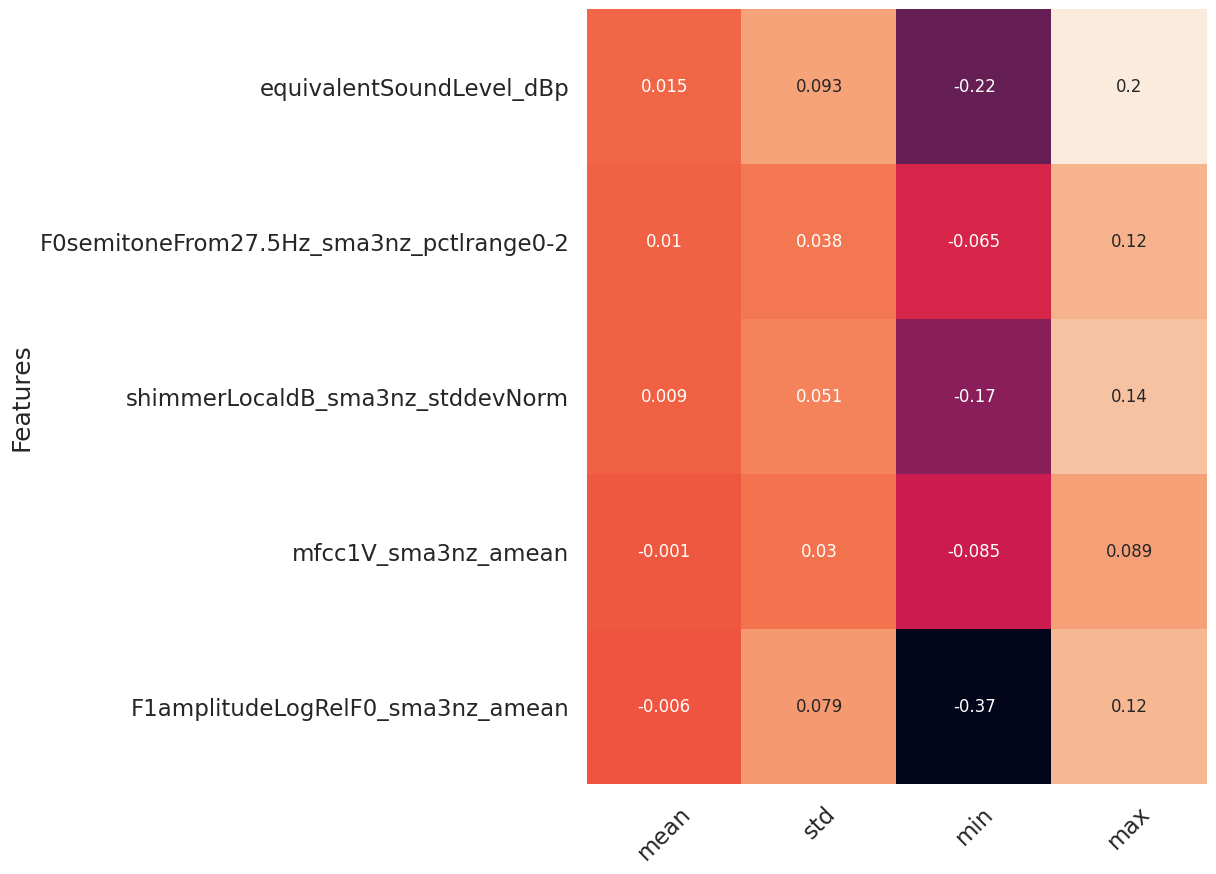 Features
equivalentSoundLevel_dBp 0.015 0.093 -0.22 0.2
F0semitoneFrom27.5Hz_sma3nz_pctlrange0-2 0.01 0.038 -0.065 0.12
shimmerLocaldB_sma3nz_stddevNorm 0.009 0.051 -0.17 0.14
mfcc1V_sma3nz_amean -0.001 0.03 -0.085 0.089
F1amplitudeLogRelF0_sma3nz_amean -0.006 0.079 -0.37 0.12
mean std min max